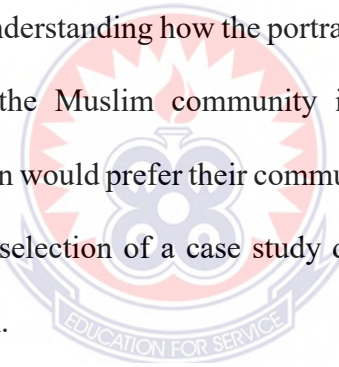 nderstanding how the portra
the Muslim community i
n would prefer their commu
selection of a case study
.
EDUCATION FOR SERVICE